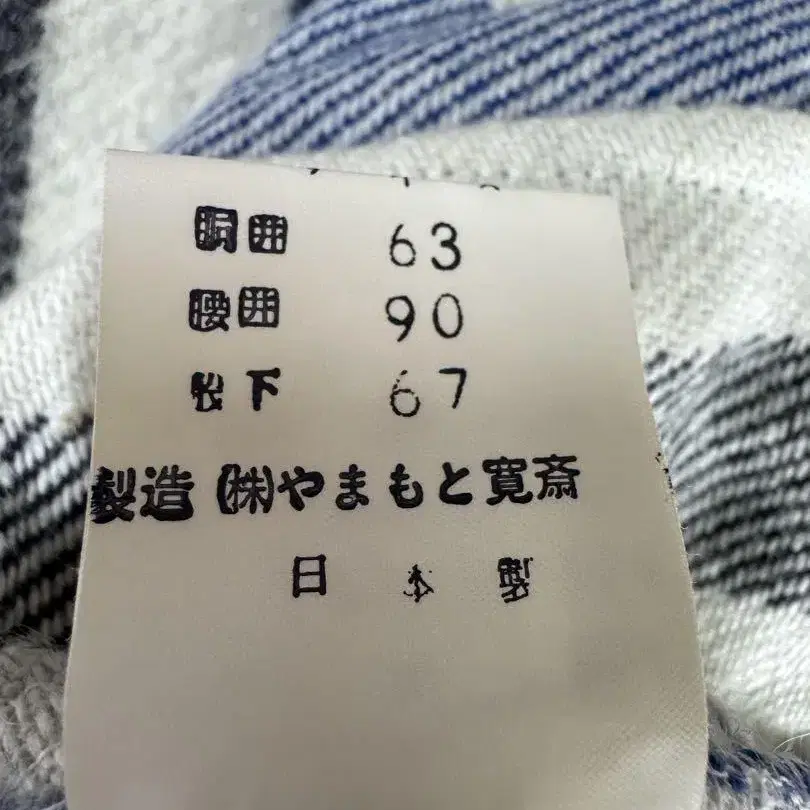 胴囲 63
腰囲 90
股下 67
製造 (株)やまもと寛斎
日本製